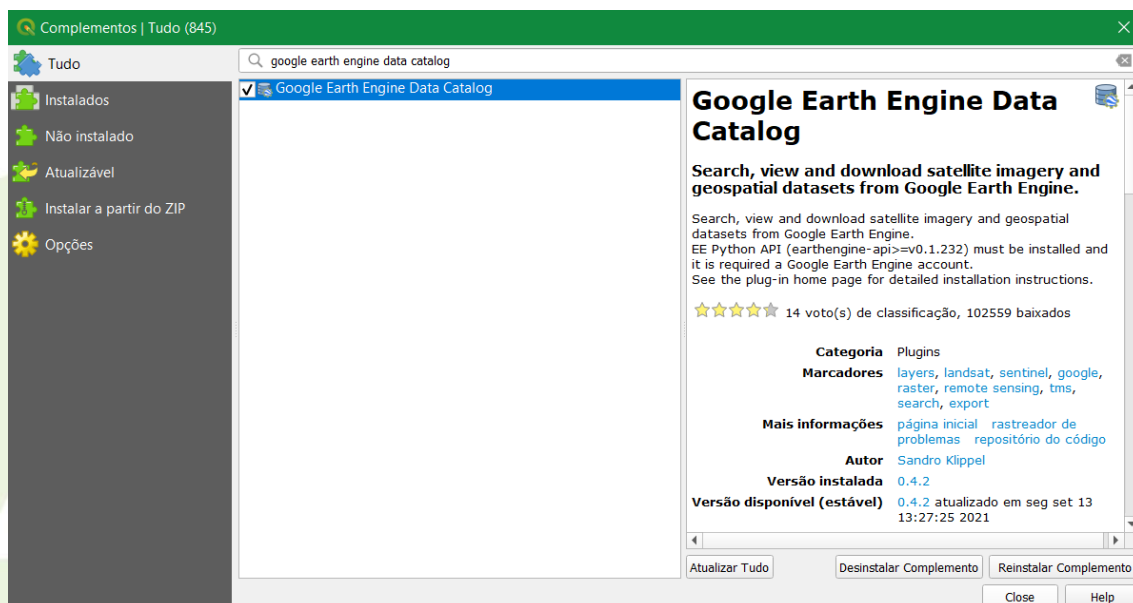 Complementos | Tudo (845)
Tudo
Instalados
Não instalado
Atualizável
Instalar a partir do ZIP
Opções
google earth engine data catalog
Google Earth Engine Data Catalog
Google Earth Engine Data
Catalog
Search, view and download satellite imagery and
geospatial datasets from Google Earth Engine.
Search, view and download satellite imagery and geospatial
datasets from Google Earth Engine.
EE Python API (earthengine-api>=v0.1.232) must be installed and
it is required a Google Earth Engine account.
See the plug-in home page for detailed installation instructions.
14 voto(s) de classificação, 102559 baixados
Categoria Plugins
Marcadores layers, landsat, sentinel, google,
raster, remote sensing, tms,
search, export
Mais informações página inicial rastreador de
problemas repositório do código
Autor Sandro Klippel
Versão instalada 0.4.2
Versão disponível (estável) 0.4.2 atualizado em seg set 13
13:27:25 2021
Atualizar Tudo Desinstalar Complemento Reinstalar Complemento
Close Help